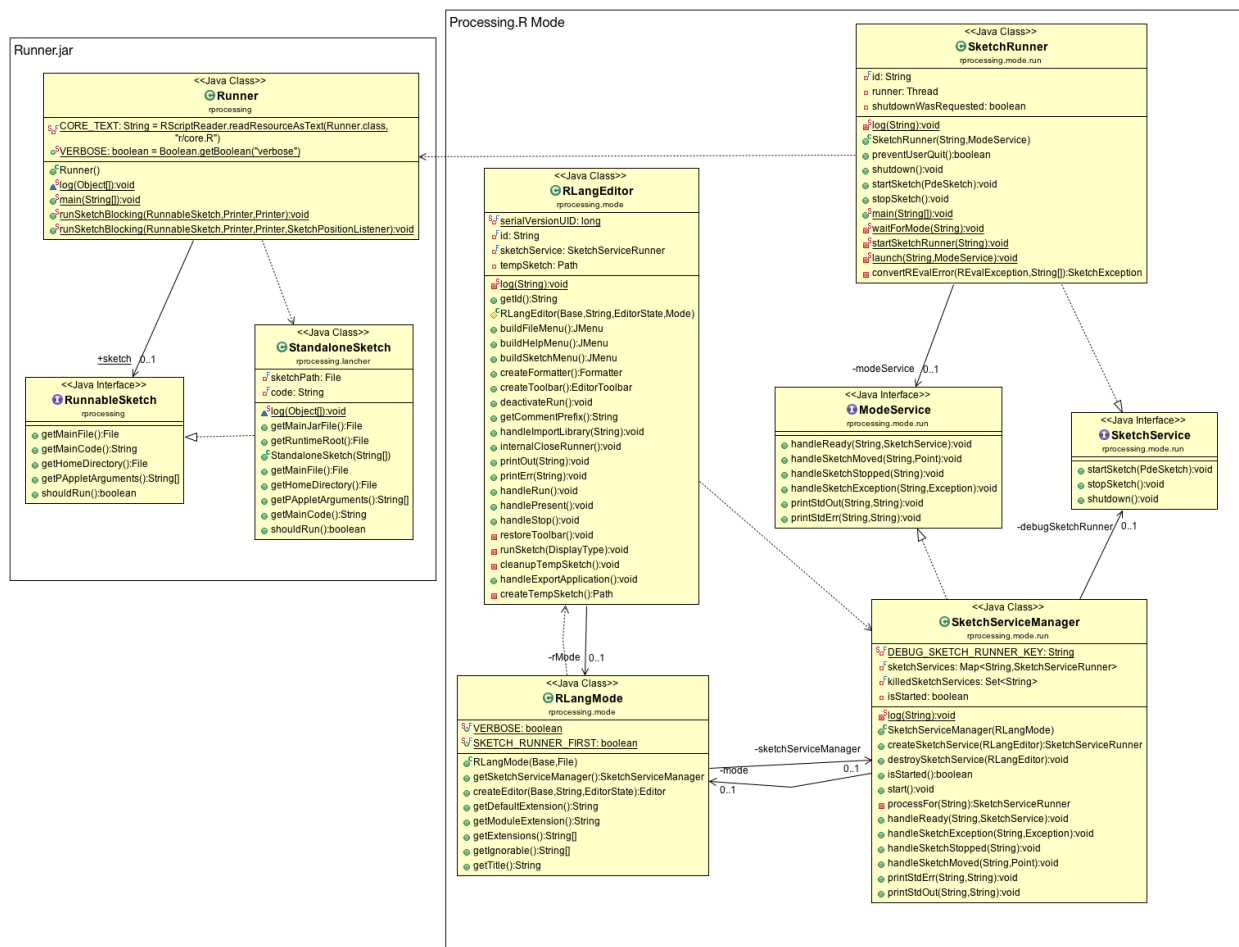 Runner.jar
<<Java Class>>
Runner
rprocessing
CORE_TEXT: String = RScriptReader.readResourceAsText(Runner.class,
"r/core.R")
VERBOSE: boolean = Boolean.getBoolean("verbose")
Runner()
log(Object[]):void
main(String[]):void
runSketchBlocking(RunnableSketch,Printer,Printer):void
runSketchBlocking(RunnableSketch,Printer,Printer,SketchPositionListener):void
+sketch 0..1
<<Java Interface>>
RunnableSketch
rprocessing
getMainFile():File
getMainCode():String
getHomeDirectory():File
getPAppletArguments():String[]
shouldRun():boolean
<<Java Class>>
StandaloneSketch
rprocessing.lancher
sketchPath: File
code: String
log(Object[]):void
getMainJarFile():File
getRuntimeRoot():File
StandaloneSketch(String[])
getMainFile():File
getHomeDirectory():File
getPAppletArguments():String[]
getMainCode():String
shouldRun():boolean
Processing.R Mode
<<Java Class>>
RLangEditor
rprocessing.mode
serialVersionUID: long
id: String
sketchService: SketchServiceRunner
tempSketch: Path
log(String):void
getId():String
RLangEditor(Base,String,EditorState,Mode)
buildFileMenu():JMenu
buildHelpMenu():JMenu
buildSketchMenu():JMenu
createFormatter():Formatter
createToolbar():EditorToolbar
deactivateRun():void
getCommentPrefix():String
handleImportLibrary(String):void
internalCloseRunner():void
printOut(String):void
printErr(String):void
handleRun():void
handlePresent():void
handleStop():void
restoreToolbar():void
runSketch(DisplayType):void
cleanupTempSketch():void
handleExportApplication():void
createTempSketch():Path
-rMode 0..1
<<Java Class>>
RLangMode
rprocessing.mode
VERBOSE: boolean
SKETCH_RUNNER_FIRST: boolean
RLangMode(Base,File)
getSketchServiceManager():SketchServiceManager
createEditor(Base,String,EditorState):Editor
getDefaultExtension():String
getModuleExtension():String
getExtensions():String[]
getIgnorable():String[]
getTitle():String
<<Java Class>>
SketchRunner
rprocessing.mode.run
id: String
runner: Thread
shutdownWasRequested: boolean
log(String):void
SketchRunner(String,ModeService)
preventUserQuit():boolean
shutdown():void
startSketch(PdeSketch):void
stopSketch():void
main(String[]):void
waitForMode(String):void
startSketchRunner(String):void
launch(String,ModeService):void
convertREvalError(REvalException,String[]):SketchException
-modeService 0..1
<<Java Interface>>
ModeService
rprocessing.mode.run
handleReady(String,SketchService):void
handleSketchMoved(String,Point):void
handleSketchStopped(String):void
handleSketchException(String,Exception):void
printStdOut(String,String):void
printStdErr(String,String):void
<<Java Interface>>
SketchService
rprocessing.mode.run
startSketch(PdeSketch):void
stopSketch():void
shutdown():void
-debugSketchRunner 0..1
<<Java Class>>
SketchServiceManager
rprocessing.mode.run
DEBUG_SKETCH_RUNNER_KEY: String
sketchServices: Map<String,SketchServiceRunner>
killedSketchServices: Set<String>
isStarted: boolean
log(String):void
SketchServiceManager(RLangMode)
createSketchService(RLangEditor):SketchServiceRunner
destroySketchService(RLangEditor):void
isStarted():boolean
start():void
processFor(String):SketchServiceRunner
handleReady(String,SketchService):void
handleSketchException(String,Exception):void
handleSketchStopped(String):void
handleSketchMoved(String,Point):void
printStdErr(String,String):void
printStdOut(String,String):void
-sketchServiceManager
0..1
-mode
0..1